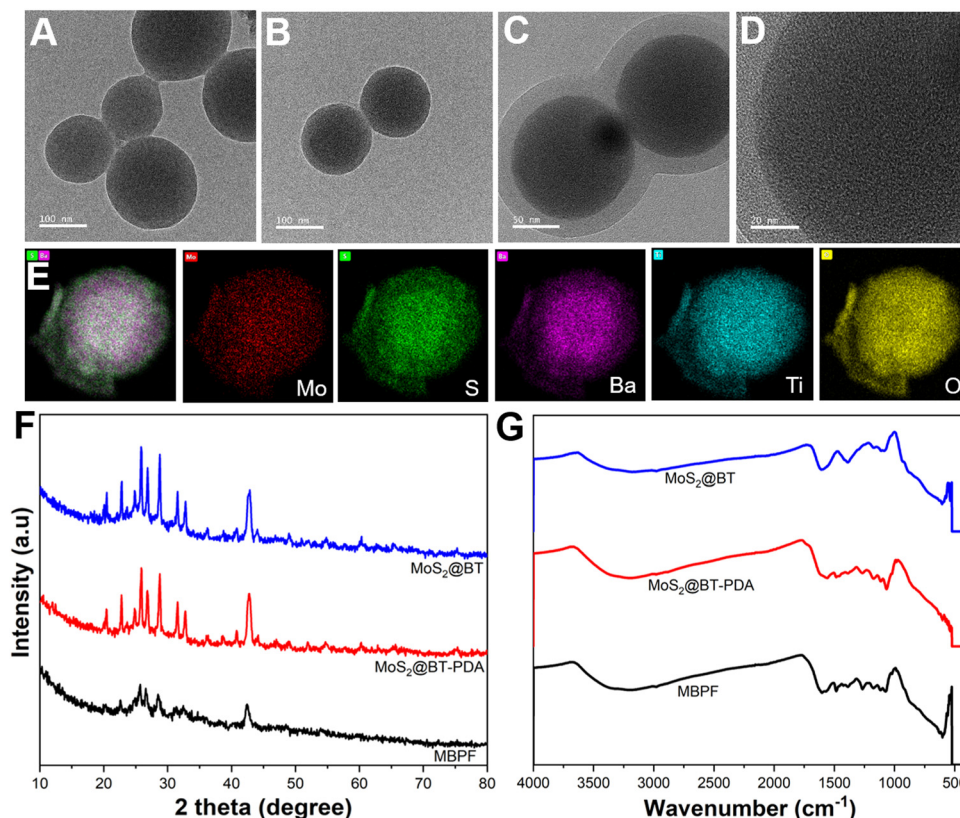 A
B
C
D
100 nm
100 nm
50 nm
20 nm
E
S Ba
Mo
S
Ba
Mo
S
Ba
Ti
O
F
G
Intensity (a.u)
MoS₂@BT
MoS₂@BT-PDA
MBPF
10 20 30 40 50 60 70 80
2 theta (degree)
MoS₂@BT
MoS₂@BT-PDA
MBPF
4000 3500 3000 2500 2000 1500 1000
Wavenumber (cm⁻¹)